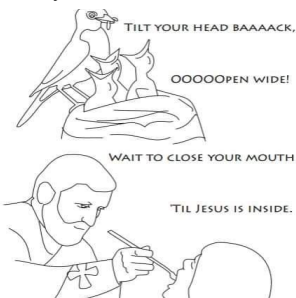 TILT YOUR HEAD BAAAACK,
OOOOOPEN WIDE!
WAIT TO CLOSE YOUR MOUTH
'TIL JESUS IS INSIDE.